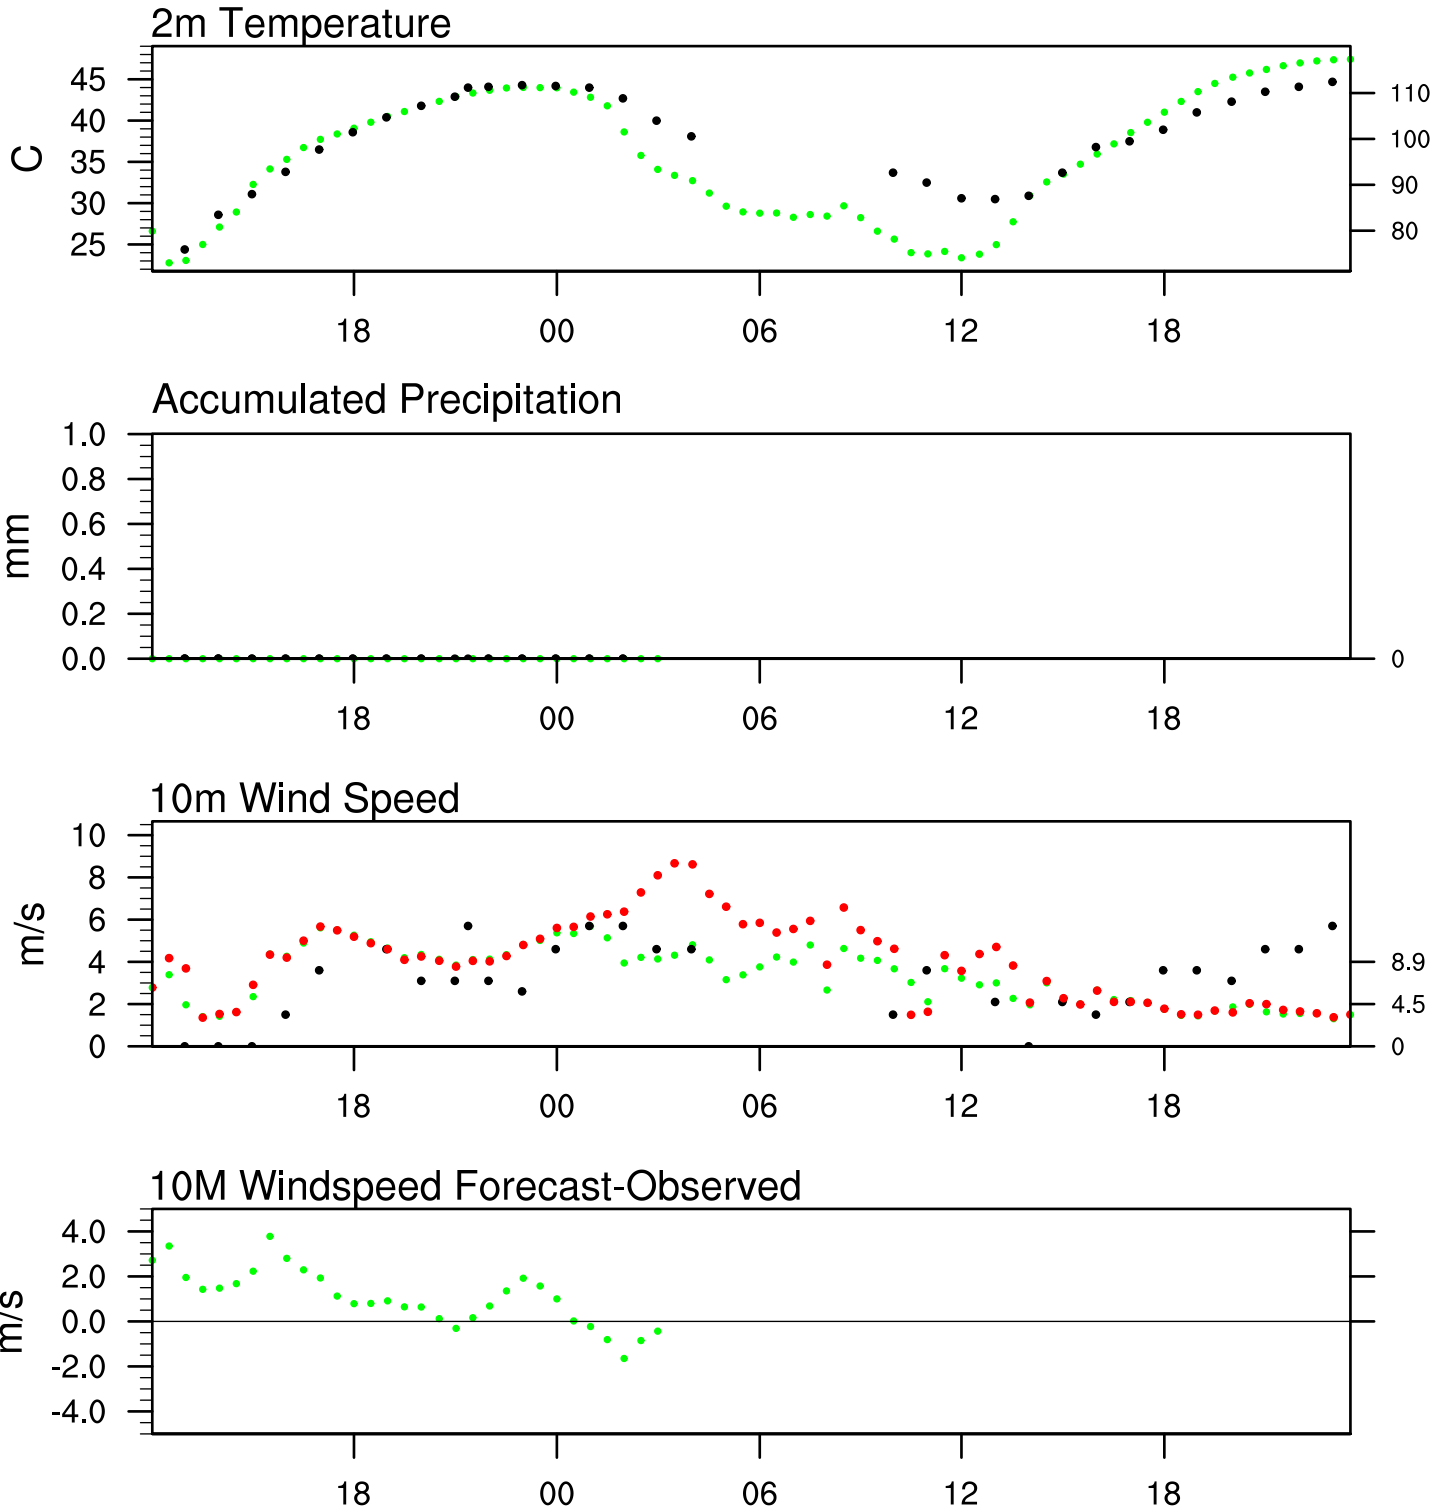 2m Temperature
45
40
35
30
25
C
110
100
90
80
18 00 06 12 18
Accumulated Precipitation
1.0
0.8
0.6
0.4
0.2
0.0
mm
0
18 00 06 12 18
10m Wind Speed
10
8
6
4
2
0
m/s
8.9
4.5
0
18 00 06 12 18
10M Windspeed Forecast-Observed
4.0
2.0
0.0
-2.0
-4.0
m/s
18 00 06 12 18